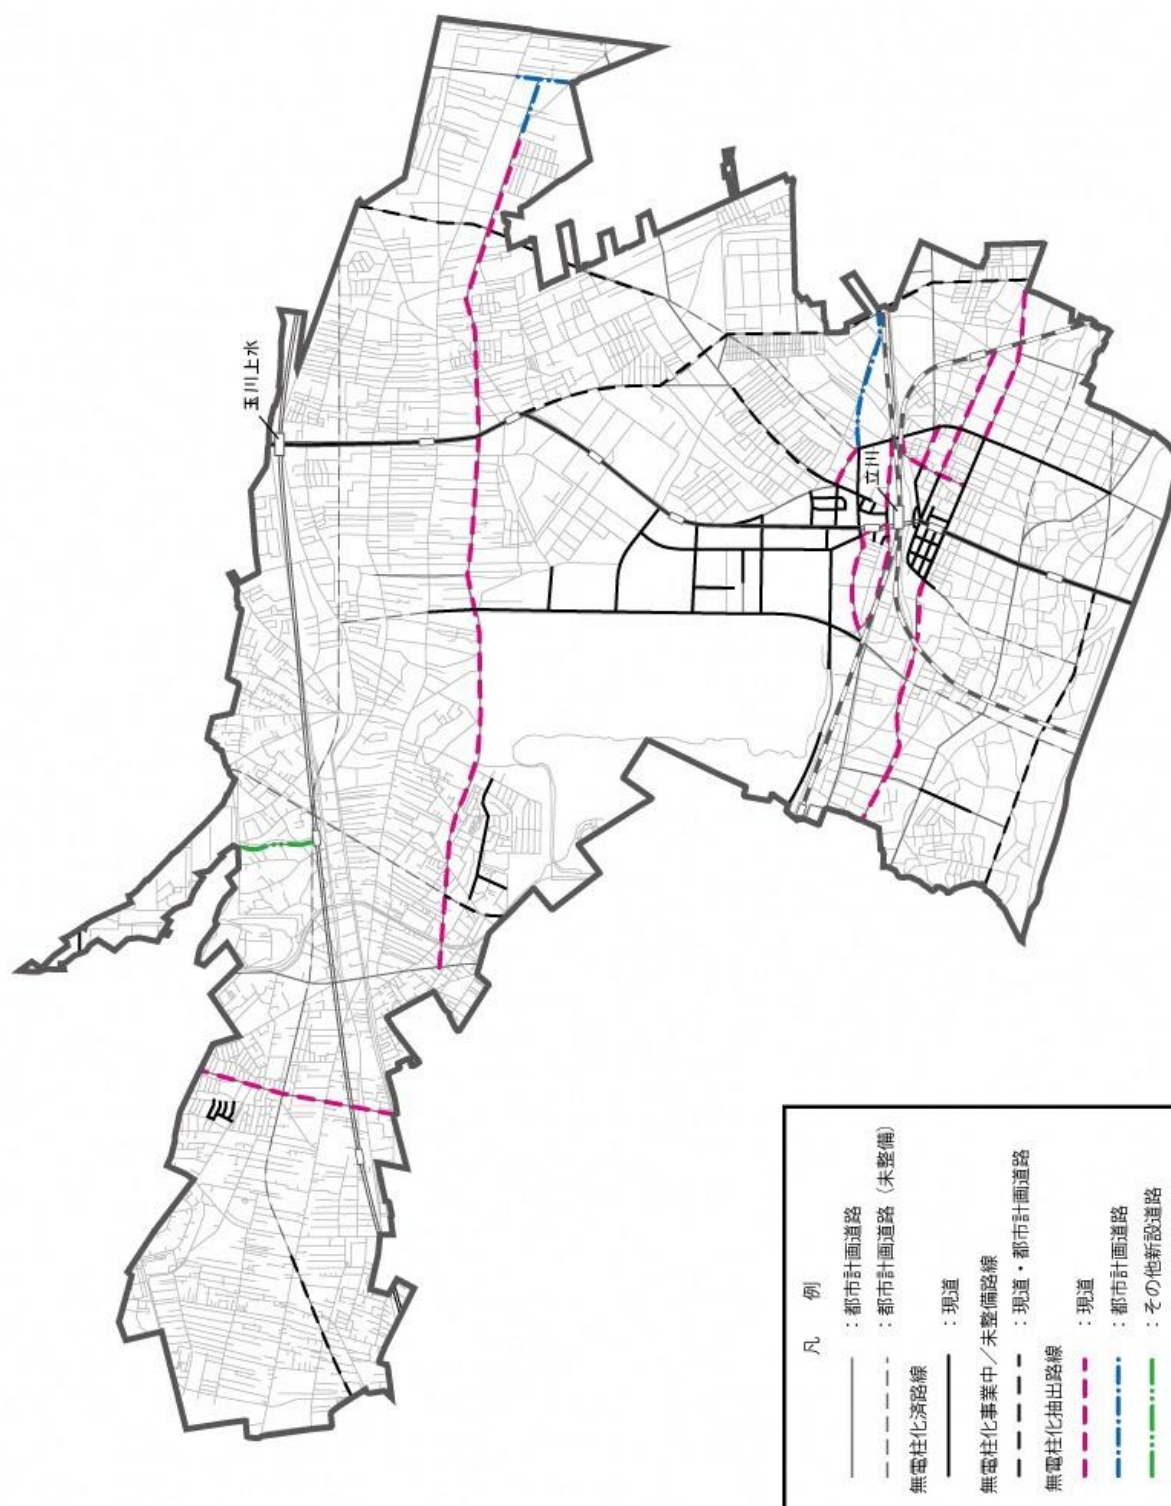 玉川上水
立川
凡 例
：都市計画道路
：都市計画道路（未整備）
無電柱化済路線
：現道
無電柱化事業中／未整備路線
：現道・都市計画道路
無電柱化抽出路線
：現道
：都市計画道路
：その他新設道路